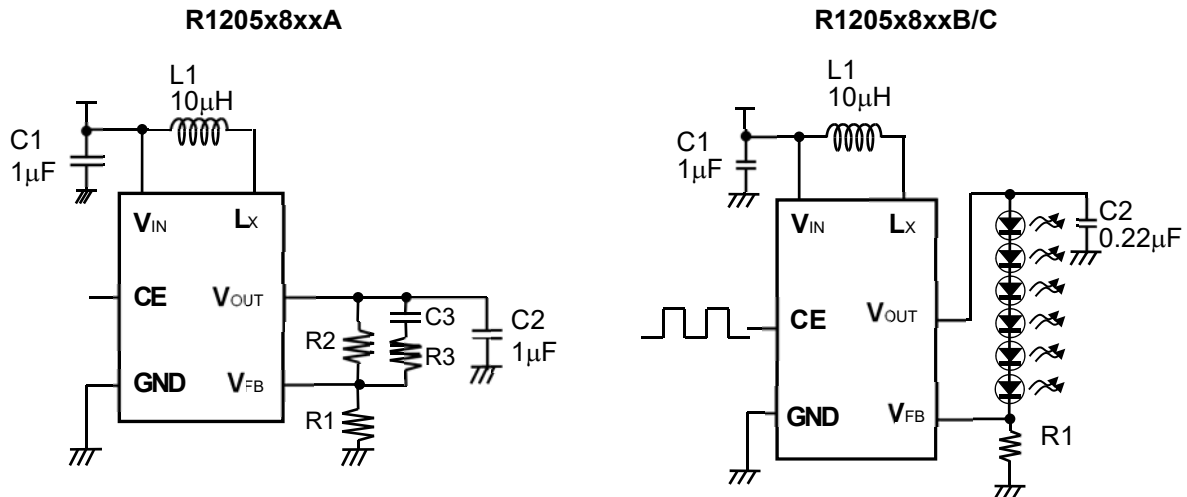 R1205x8xxA
L1
10µH
C1
1µF
VIN
LX
CE
VOUT
GND
VFB
R2
C3
R3
R1
C2
1µF
R1205x8xxB/C
L1
10µH
C1
1µF
VIN
LX
CE
VOUT
GND
VFB
C2
0.22µF
R1